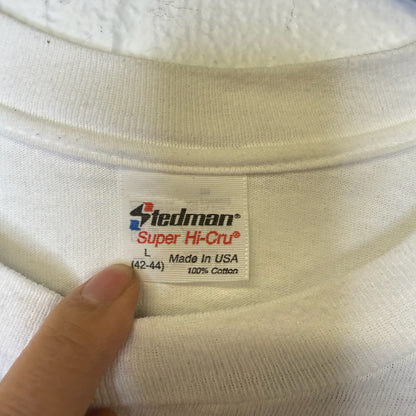 Stedman®
Super Hi-Cru®
L
(42-44)
Made In USA
100% Cotton